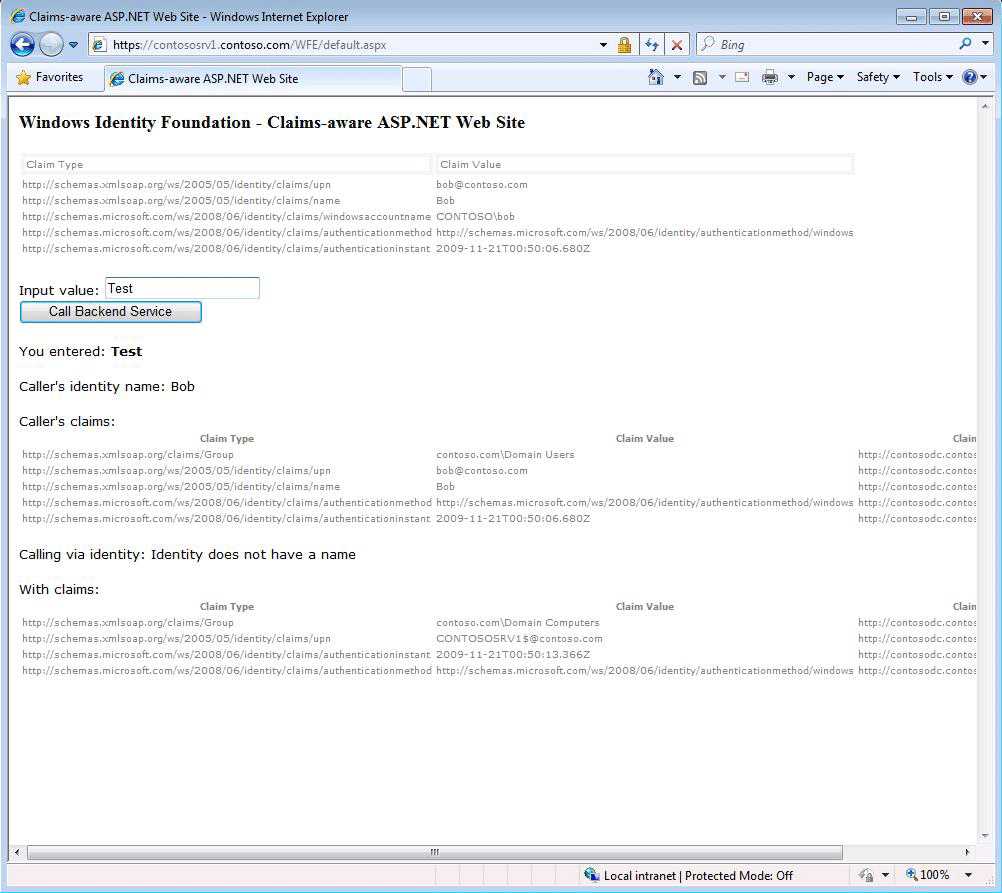 Claims-aware ASP.NET Web Site - Windows Internet Explorer
https://contososrv1.contoso.com/WFE/default.aspx
Bing
Favorites
Claims-aware ASP.NET Web Site
Page Safety Tools
Windows Identity Foundation - Claims-aware ASP.NET Web Site
Claim Type Claim Value
http://schemas.xmlsoap.org/ws/2005/05/identity/claims/upn bob@contoso.com
http://schemas.xmlsoap.org/ws/2005/05/identity/claims/name Bob
http://schemas.microsoft.com/ws/2008/06/identity/claims/windowsaccountname CONTOSO\bob
http://schemas.microsoft.com/ws/2008/06/identity/claims/authenticationmethod http://schemas.microsoft.com/ws/2008/06/identity/authenticationmethod/windows
http://schemas.microsoft.com/ws/2008/06/identity/claims/authenticationinstant 2009-11-21T00:50:06.680Z
Input value: Test
Call Backend Service
You entered: Test
Caller's identity name: Bob
Caller's claims:
Claim Type Claim Value Claim
http://schemas.xmlsoap.org/claims/Group contoso.com\Domain Users http://contosodc.contos
http://schemas.xmlsoap.org/ws/2005/05/identity/claims/upn bob@contoso.com http://contosodc.contos
http://schemas.xmlsoap.org/ws/2005/05/identity/claims/name Bob http://contosodc.contos
http://schemas.microsoft.com/ws/2008/06/identity/claims/authenticationmethod http://schemas.microsoft.com/ws/2008/06/identity/authenticationmethod/windows http://contosodc.contos
http://schemas.microsoft.com/ws/2008/06/identity/claims/authenticationinstant 2009-11-21T00:50:06.680Z http://contosodc.contos
Calling via identity: Identity does not have a name
With claims:
Claim Type Claim Value Claim
http://schemas.xmlsoap.org/claims/Group contoso.com\Domain Computers http://contosodc.contos
http://schemas.xmlsoap.org/ws/2005/05/identity/claims/upn CONTOSOSRV1$@contoso.com http://contosodc.contos
http://schemas.microsoft.com/ws/2008/06/identity/claims/authenticationinstant 2009-11-21T00:50:13.366Z http://contosodc.contos
http://schemas.microsoft.com/ws/2008/06/identity/claims/authenticationmethod http://schemas.microsoft.com/ws/2008/06/identity/authenticationmethod/windows http://contosodc.contos
Local intranet | Protected Mode: Off
100%